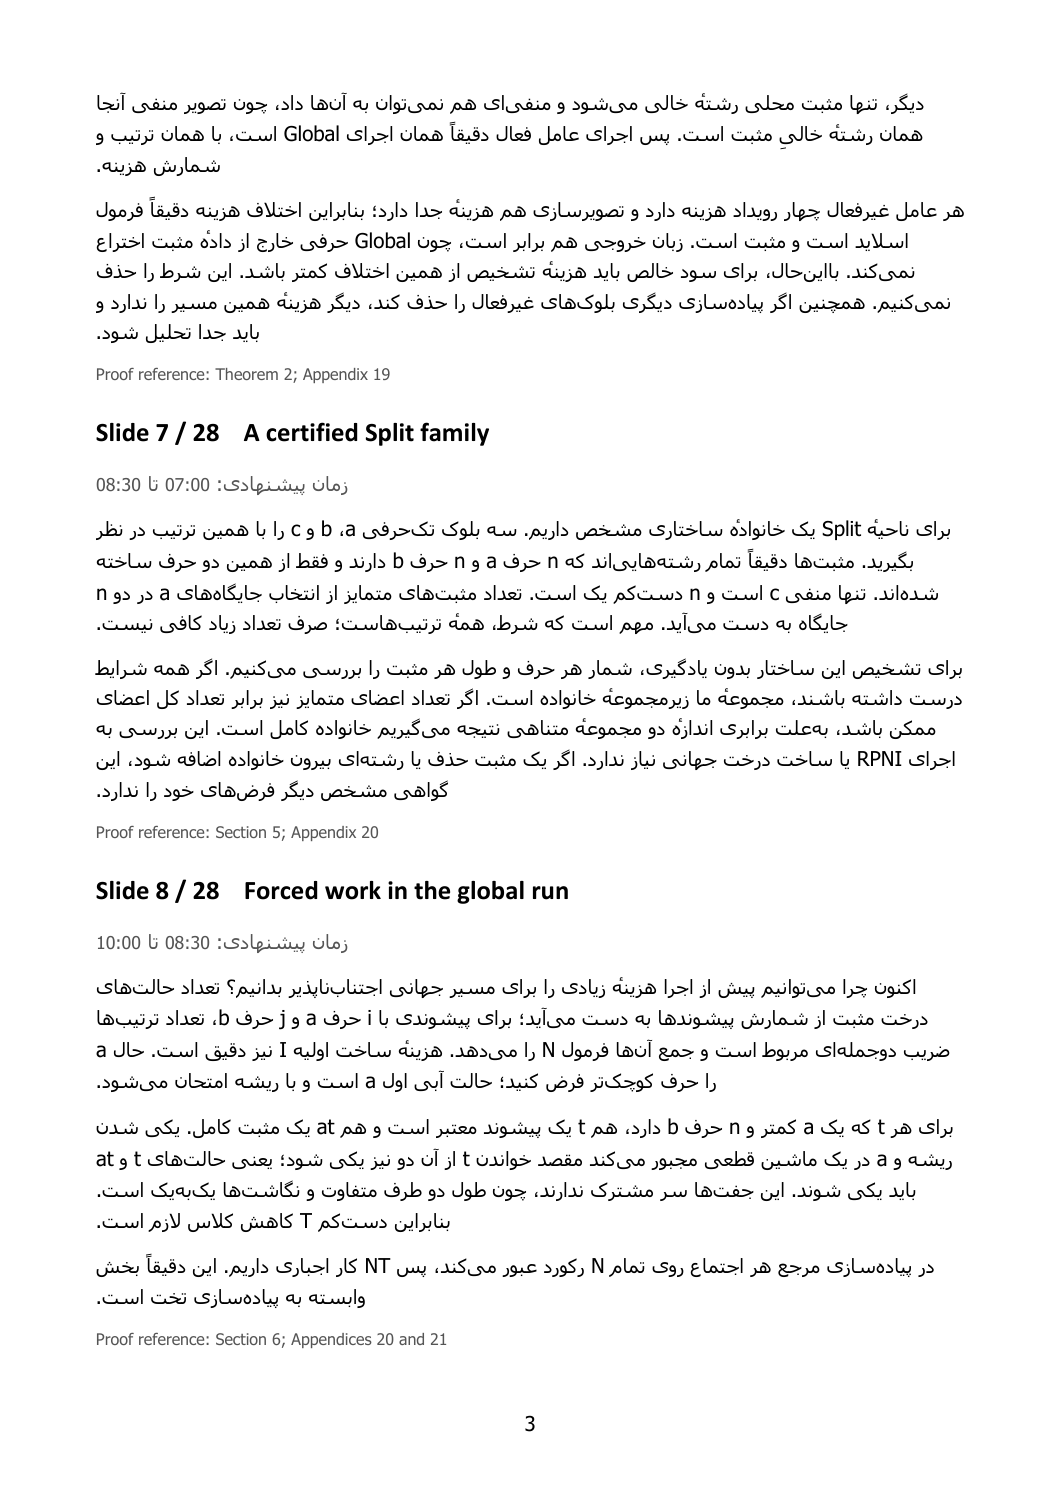 دیگر، تنها مثبت محلی رشتهٔ خالی می‌شود و منفی‌ای هم نمی‌توان به آن‌ها داد، چون تصویر منفی آنجا
همان رشتهٔ خالیِ مثبت است. پس اجرای عامل فعال دقیقاً همان اجرای Global است، با همان ترتیب و
شمارش هزینه.
هر عامل غیرفعال چهار رویداد هزینه دارد و تصویرسازی هم هزینهٔ جدا دارد؛ بنابراین اختلاف هزینه دقیقاً فرمول
اسلاید است و مثبت است. زبان خروجی هم برابر است، چون Global حرفی خارج از دادهٔ مثبت اختراع
نمی‌کند. بااین‌حال، برای سود خالص باید هزینهٔ تشخیص از همین اختلاف کمتر باشد. این شرط را حذف
نمی‌کنیم. همچنین اگر پیاده‌سازی دیگری بلوک‌های غیرفعال را حذف کند، دیگر هزینهٔ همین مسیر را ندارد و
باید جدا تحلیل شود.
Proof reference: Theorem 2; Appendix 19
Slide 7 / 28 A certified Split family
زمان پیشنهادی: 07:00 تا 08:30
برای ناحیهٔ Split یک خانوادهٔ ساختاری مشخص داریم. سه بلوک تک‌حرفی a، b و c را با همین ترتیب در نظر
بگیرید. مثبت‌ها دقیقاً تمام رشته‌هایی‌اند که n حرف a و n حرف b دارند و فقط از همین دو حرف ساخته
شده‌اند. تنها منفی c است و n دست‌کم یک است. تعداد مثبت‌های متمایز از انتخاب جایگاه‌های a در دو n
جایگاه به دست می‌آید. مهم است که شرط، همهٔ ترتیب‌هاست؛ صرف تعداد زیاد کافی نیست.
برای تشخیص این ساختار بدون یادگیری، شمار هر حرف و طول هر مثبت را بررسی می‌کنیم. اگر همه شرایط
درست داشته باشند، مجموعهٔ ما زیرمجموعهٔ خانواده است. اگر تعداد اعضای متمایز نیز برابر تعداد کل اعضای
ممکن باشد، به‌علت برابری اندازهٔ دو مجموعهٔ متناهی نتیجه می‌گیریم خانواده کامل است. این بررسی به
اجرای RPNI یا ساخت درخت جهانی نیاز ندارد. اگر یک مثبت حذف یا رشته‌ای بیرون خانواده اضافه شود، این
گواهی مشخص دیگر فرض‌های خود را ندارد.
Proof reference: Section 5; Appendix 20
Slide 8 / 28 Forced work in the global run
زمان پیشنهادی: 08:30 تا 10:00
اکنون چرا می‌توانیم پیش از اجرا هزینهٔ زیادی را برای مسیر جهانی اجتناب‌ناپذیر بدانیم؟ تعداد حالت‌های
درخت مثبت از شمارش پیشوندها به دست می‌آید؛ برای پیشوندی با i حرف a و j حرف b، تعداد ترتیب‌ها
ضریب دوجمله‌ای مربوط است و جمع آن‌ها فرمول N را می‌دهد. هزینهٔ ساخت اولیه I نیز دقیق است. حال a
را حرف کوچک‌تر فرض کنید؛ حالت آبی اول a است و با ریشه امتحان می‌شود.
برای هر t که یک a کمتر و n حرف b دارد، هم t یک پیشوند معتبر است و هم at یک مثبت کامل. یکی شدن
ریشه و a در یک ماشین قطعی مجبور می‌کند مقصد خواندن t از آن دو نیز یکی شود؛ یعنی حالت‌های t و at
باید یکی شوند. این جفت‌ها سر مشترک ندارند، چون طول دو طرف متفاوت و نگاشت‌ها یک‌به‌یک است.
بنابراین دست‌کم T کاهش کلاس لازم است.
در پیاده‌سازی مرجع هر اجتماع روی تمام N رکورد عبور می‌کند، پس NT کار اجباری داریم. این دقیقاً بخش
وابسته به پیاده‌سازی تخت است.
Proof reference: Section 6; Appendices 20 and 21
3